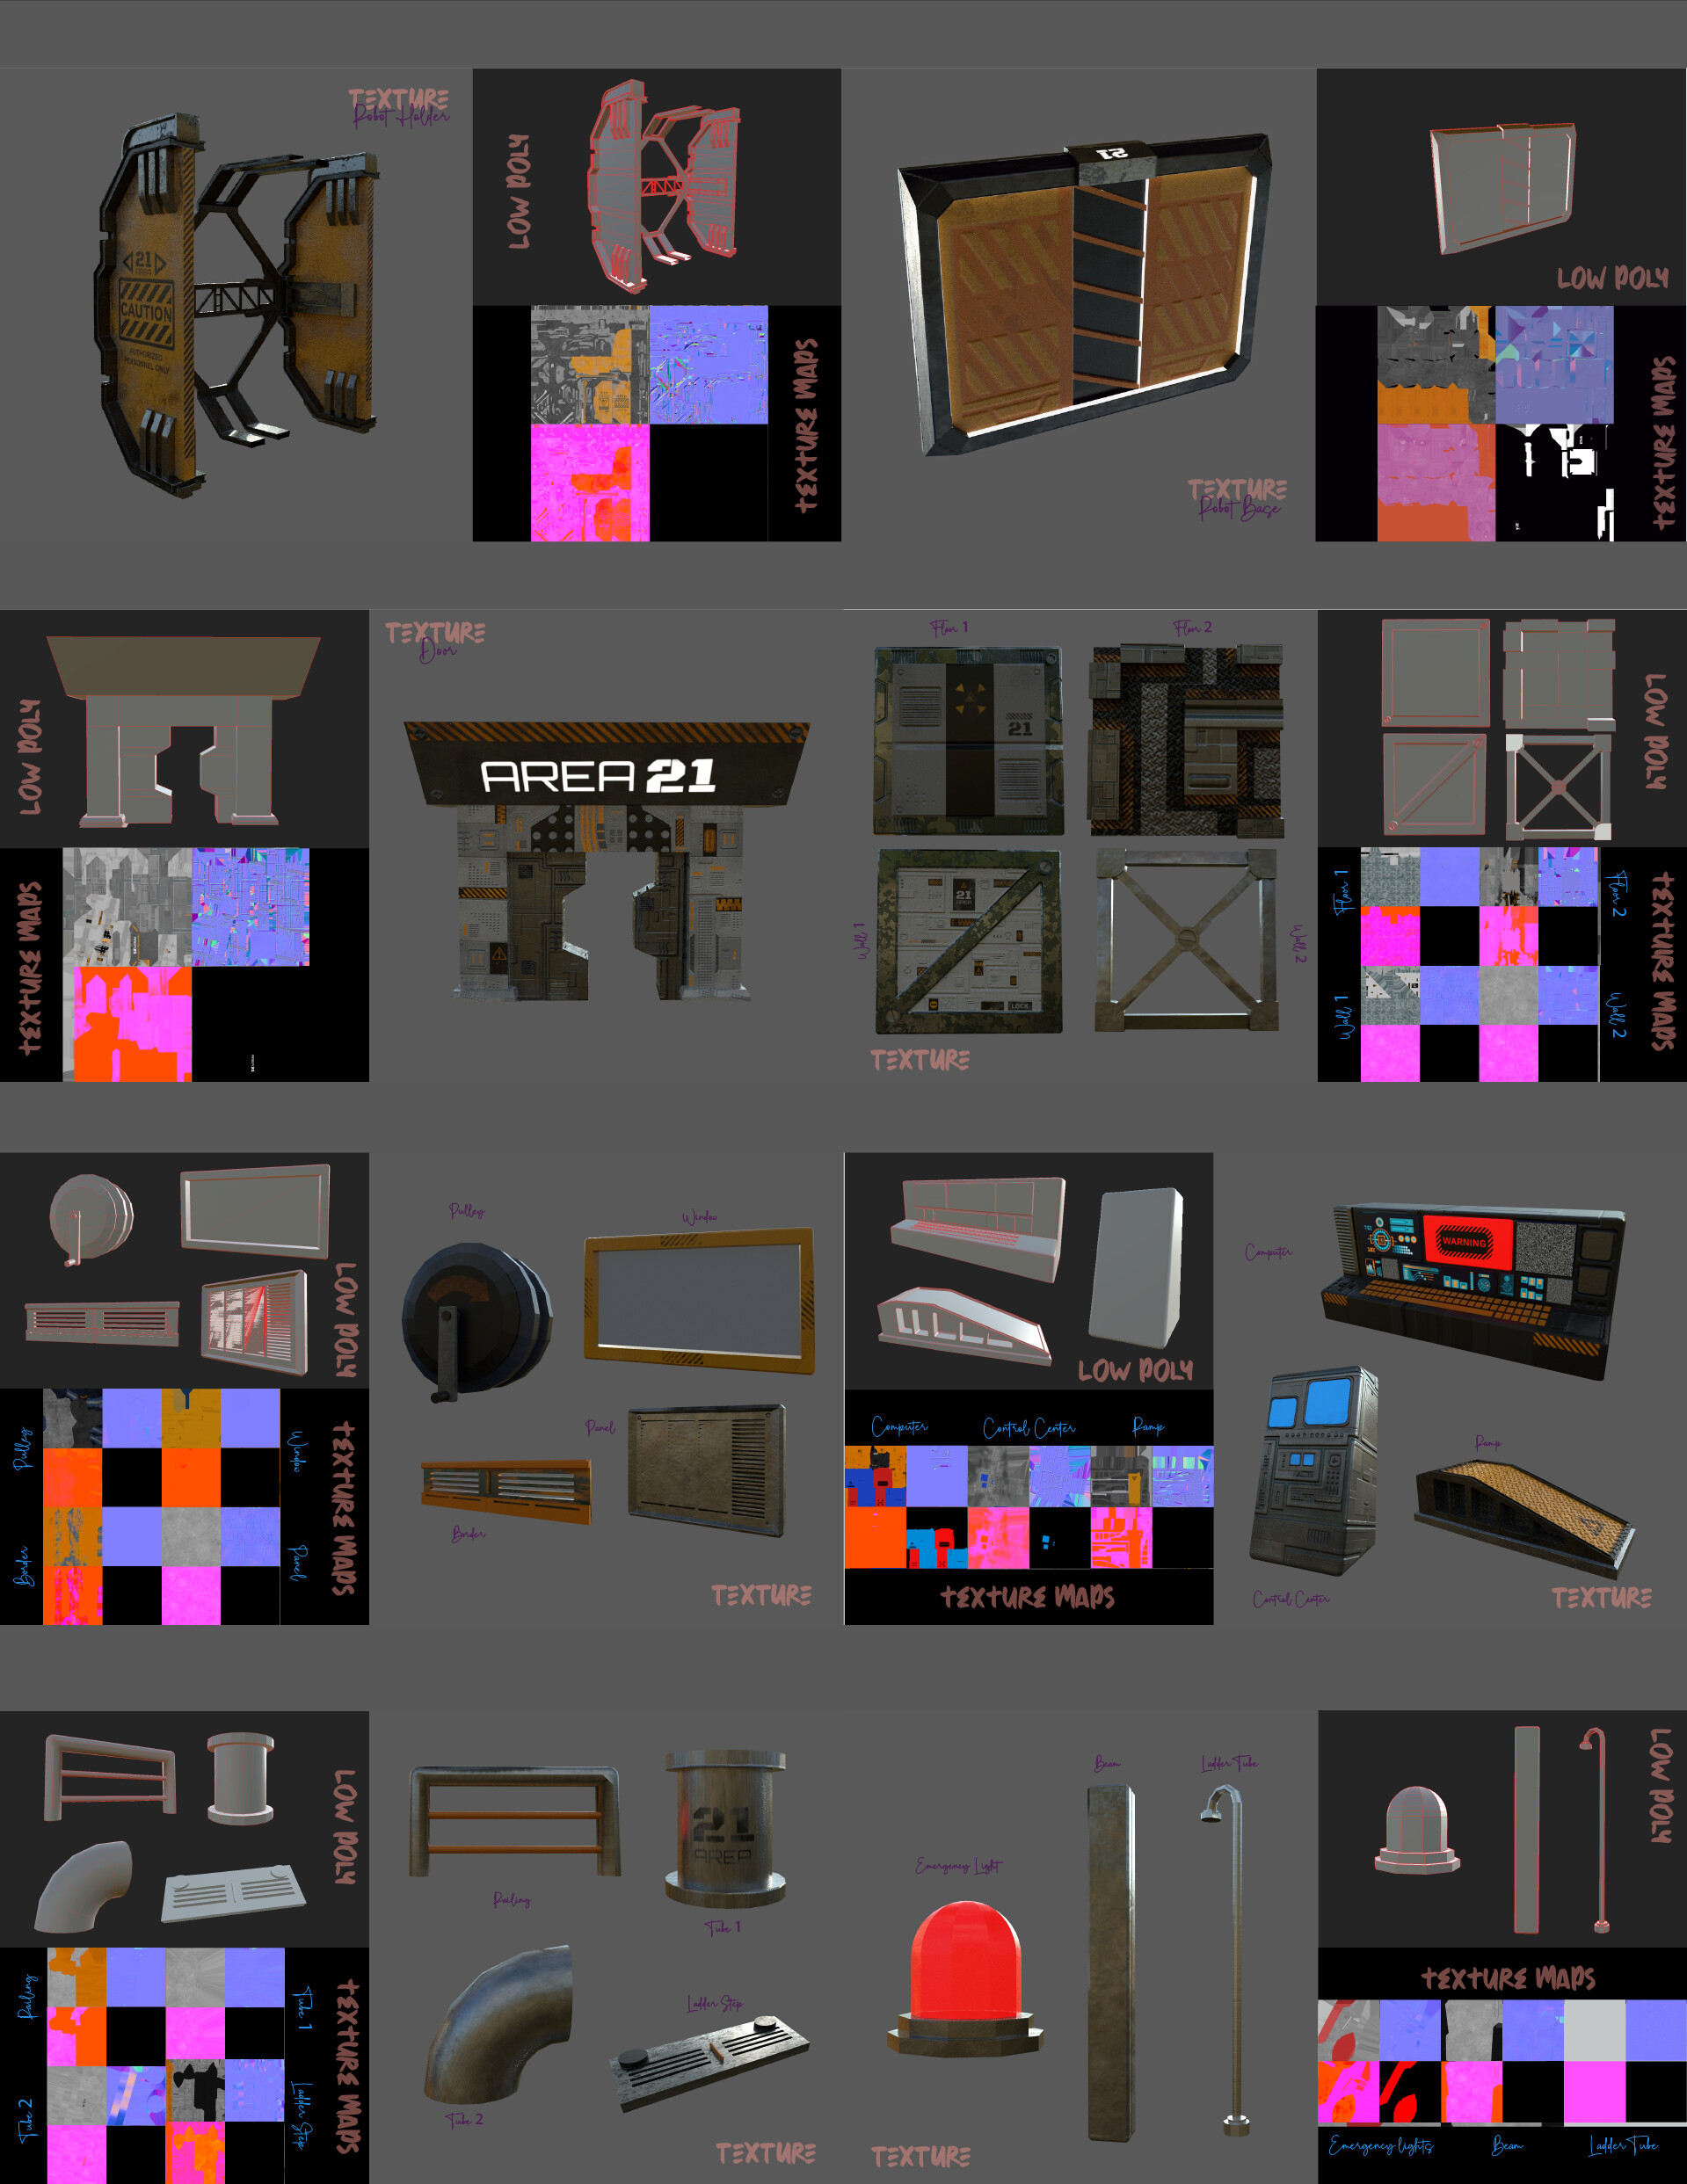 TEXTURE
Robot Holder
LOW POLY
21
CAUTION
AUTHORIZED
PERSONNEL ONLY
TEXTURE MAPS
21
TEXTURE
Robot Base
LOW POLY
TEXTURE MAPS
LOW POLY
TEXTURE MAPS
TEXTURE
Door
AREA 21
Floor 1
Floor 2
21
21
LOCK
Wall 1
Wall 2
TEXTURE
LOW POLY
Floor 1
Floor 2
Wall 1
Wall 2
TEXTURE MAPS
LOW POLY
Pulley
Window
Border
Panel
TEXTURE MAPS
Pulley
Window
Panel
Border
TEXTURE
LOW POLY
Computer
Control Center
Ramp
TEXTURE MAPS
Computer
WARNING
Ramp
Control Center
TEXTURE
LOW POLY
Railing
Tube 1
Tube 2
Ladder Step
TEXTURE MAPS
21
AREA
Railing
Tube 1
Ladder Step
Tube 2
TEXTURE
Beam
Ladder Tube
Emergency Light
TEXTURE
LOW POLY
TEXTURE MAPS
Emergency lights
Beam
Ladder Tube